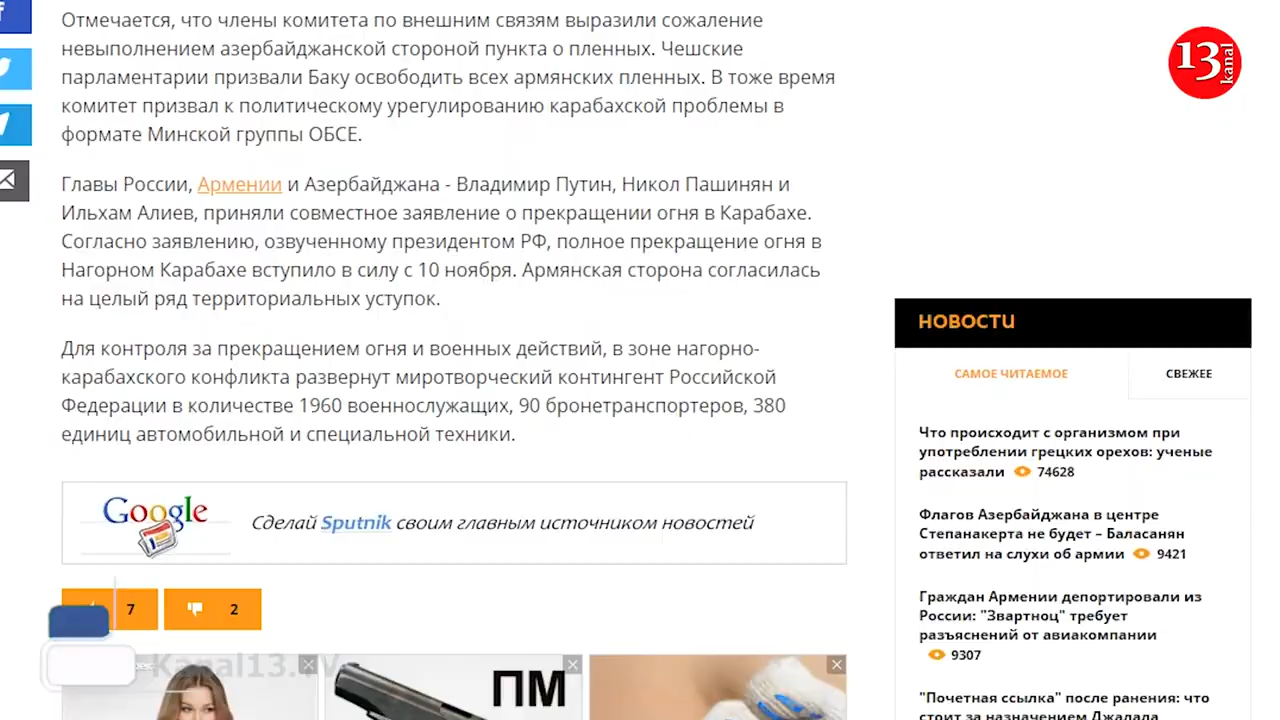 Отмечается, что члены комитета по внешним связям выразили сожаление
невыполнением азербайджанской стороной пункта о пленных. Чешские
парламентарии призвали Баку освободить всех армянских пленных. В тоже время
комитет призвал к политическому урегулированию карабахской проблемы в
формате Минской группы ОБСЕ.
Главы России, Армении и Азербайджана - Владимир Путин, Никол Пашинян и
Ильхам Алиев, приняли совместное заявление о прекращении огня в Карабахе.
Согласно заявлению, озвученному президентом РФ, полное прекращение огня в
Нагорном Карабахе вступило в силу с 10 ноября. Армянская сторона согласилась
на целый ряд территориальных уступок.
Для контроля за прекращением огня и военных действий, в зоне нагорно-
карабахского конфликта развернут миротворческий контингент Российской
Федерации в количестве 1960 военнослужащих, 90 бронетранспортеров, 380
единиц автомобильной и специальной техники.
Google
Сделай Sputnik своим главным источником новостей
7
2
Kanal13.TV
ПМ
13 kanal
НОВОСТИ
САМОЕ ЧИТАЕМОЕ
СВЕЖЕЕ
Что происходит с организмом при
употреблении грецких орехов: ученые
рассказали 74628
Флагов Азербайджана в центре
Степанакерта не будет – Баласанян
ответил на слухи об армии 9421
Граждан Армении депортировали из
России: "Звартноц" требует
разъяснений от авиакомпании
9307
"Почетная ссылка" после ранения: что
стоит за назначением Джалала